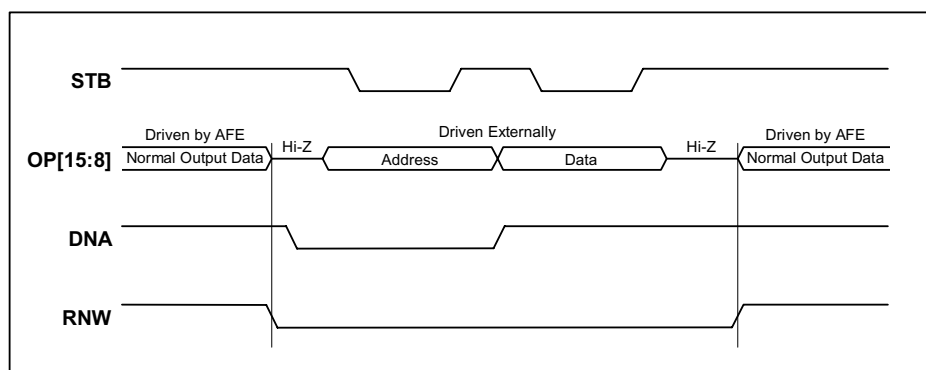 STB
Driven by AFE Driven Externally Driven by AFE
Hi-Z Hi-Z
OP[15:8] Normal Output Data Address Data Normal Output Data
DNA
RNW